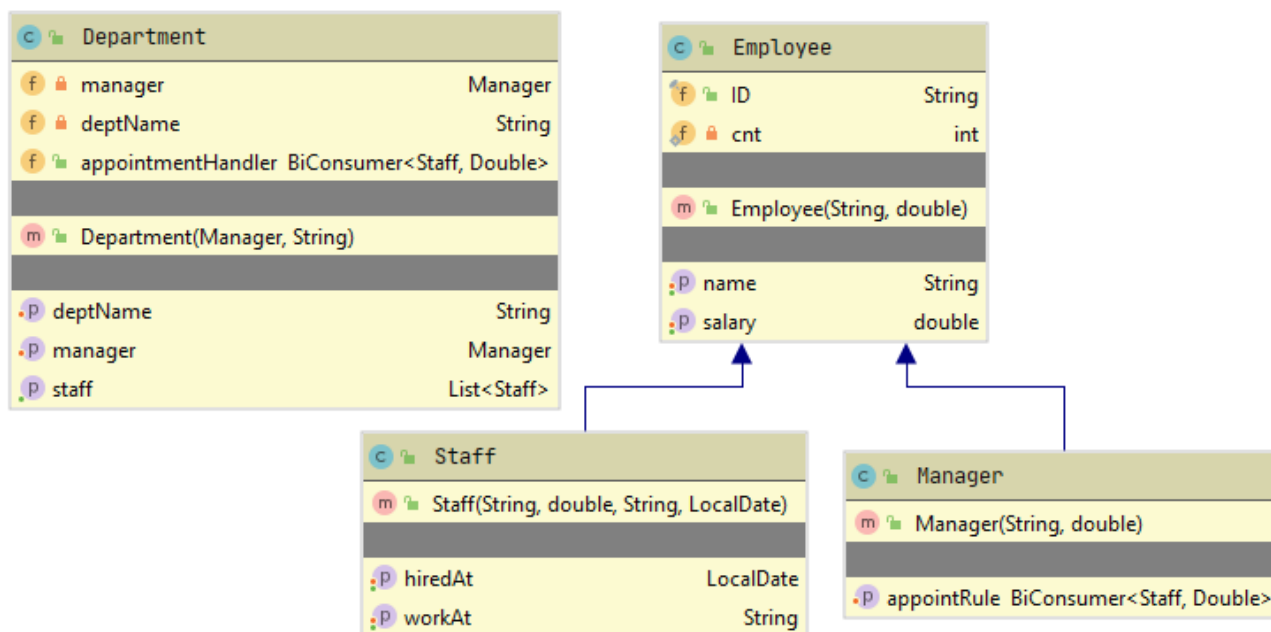 Department
manager Manager
deptName String
appointmentHandler BiConsumer<Staff, Double>
Department(Manager, String)
deptName String
manager Manager
staff List<Staff>
Employee
ID String
cnt int
Employee(String, double)
name String
salary double
Staff
Staff(String, double, String, LocalDate)
hiredAt LocalDate
workAt String
Manager
Manager(String, double)
appointRule BiConsumer<Staff, Double>